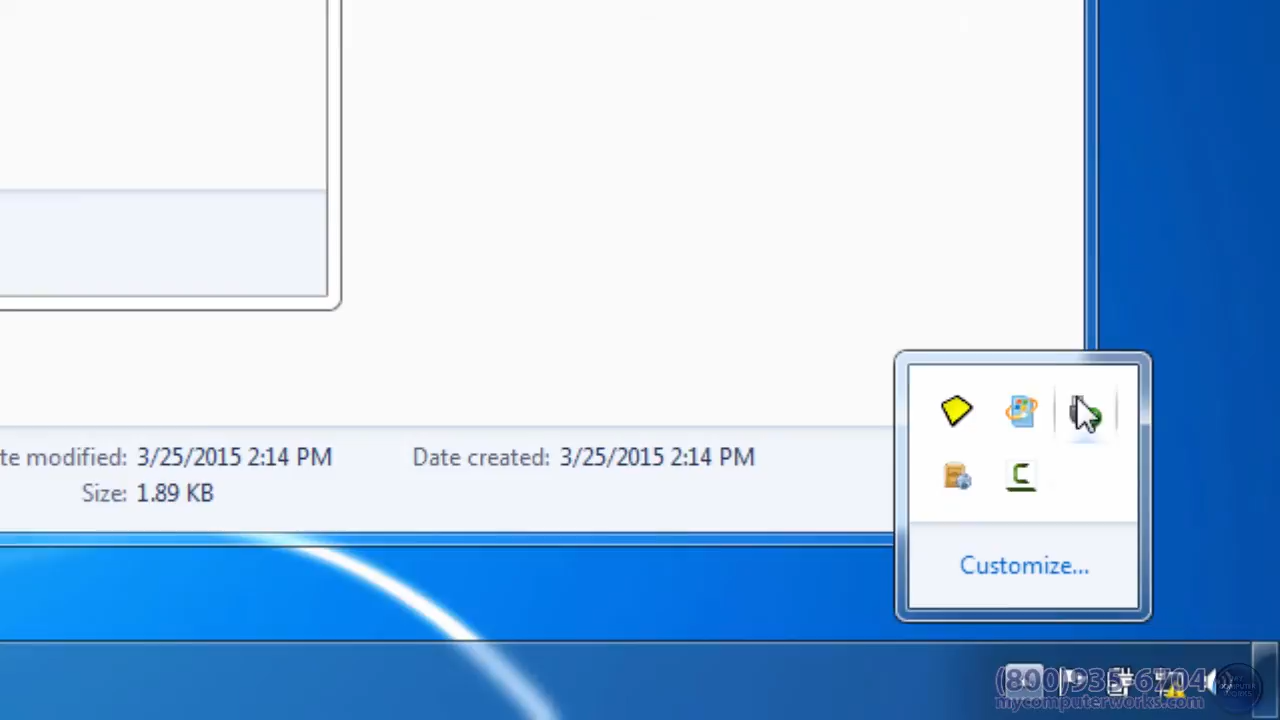 te modified: 3/25/2015 2:14 PM
Date created: 3/25/2015 2:14 PM
Size: 1.89 KB
C
Customize...
(800)935-6704
mycomputerworks.com